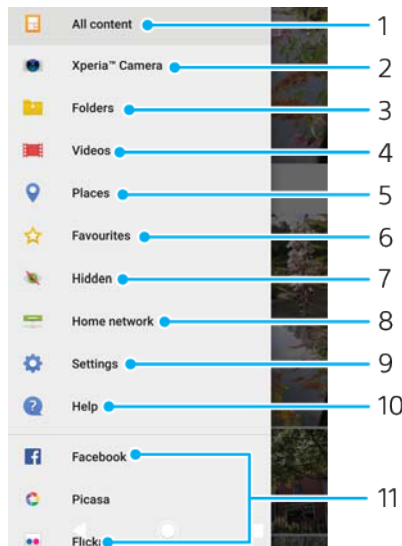 All content 1
Xperia™ Camera 2
Folders 3
Videos 4
Places 5
Favourites 6
Hidden 7
Home network 8
Settings 9
Help 10
Facebook
Picasa 11